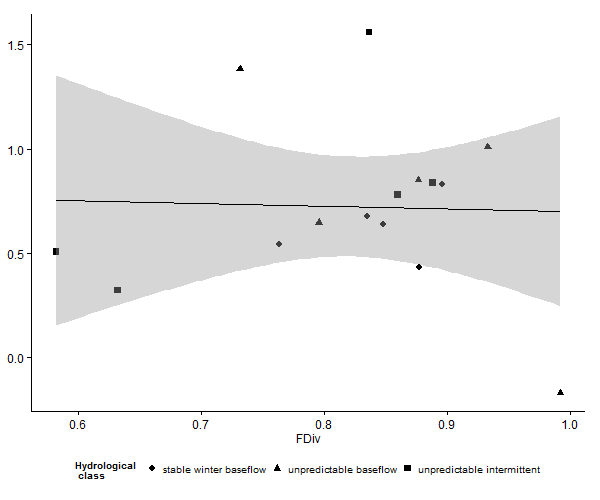 1.5
1.0
0.5
0.0
0.6 0.7 0.8 0.9 1.0
FDiv
Hydrological
class
stable winter baseflow unpredictable baseflow unpredictable intermittent